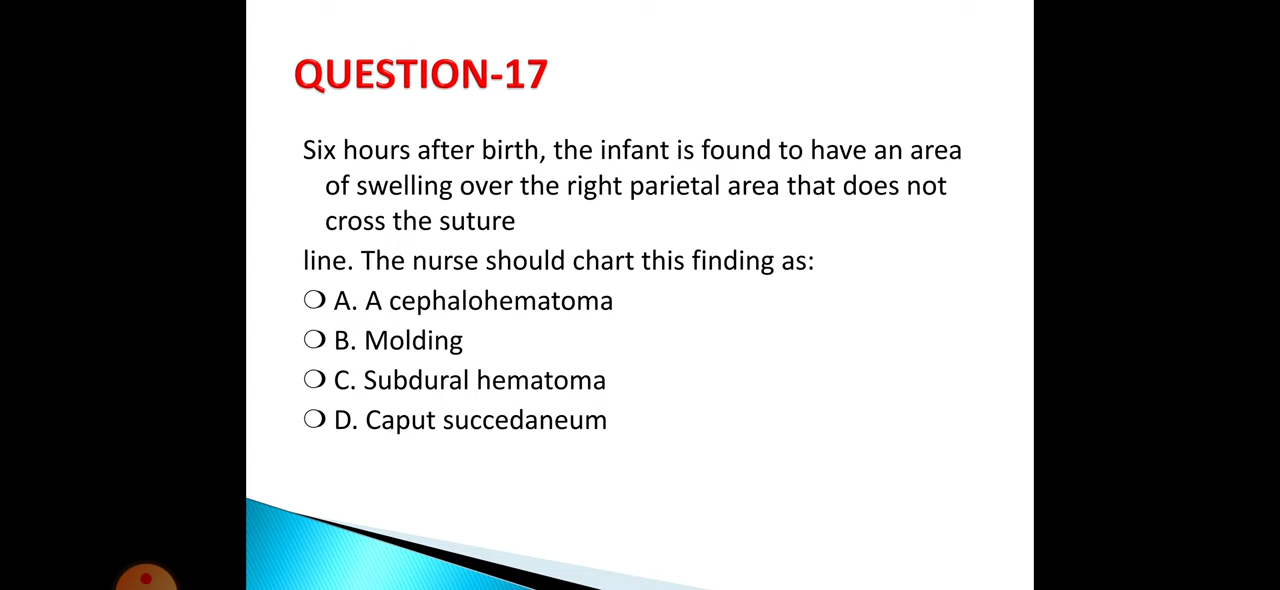 QUESTION-17
Six hours after birth, the infant is found to have an area
of swelling over the right parietal area that does not
cross the suture
line. The nurse should chart this finding as:
❍ A. A cephalohematoma
❍ B. Molding
❍ C. Subdural hematoma
❍ D. Caput succedaneum